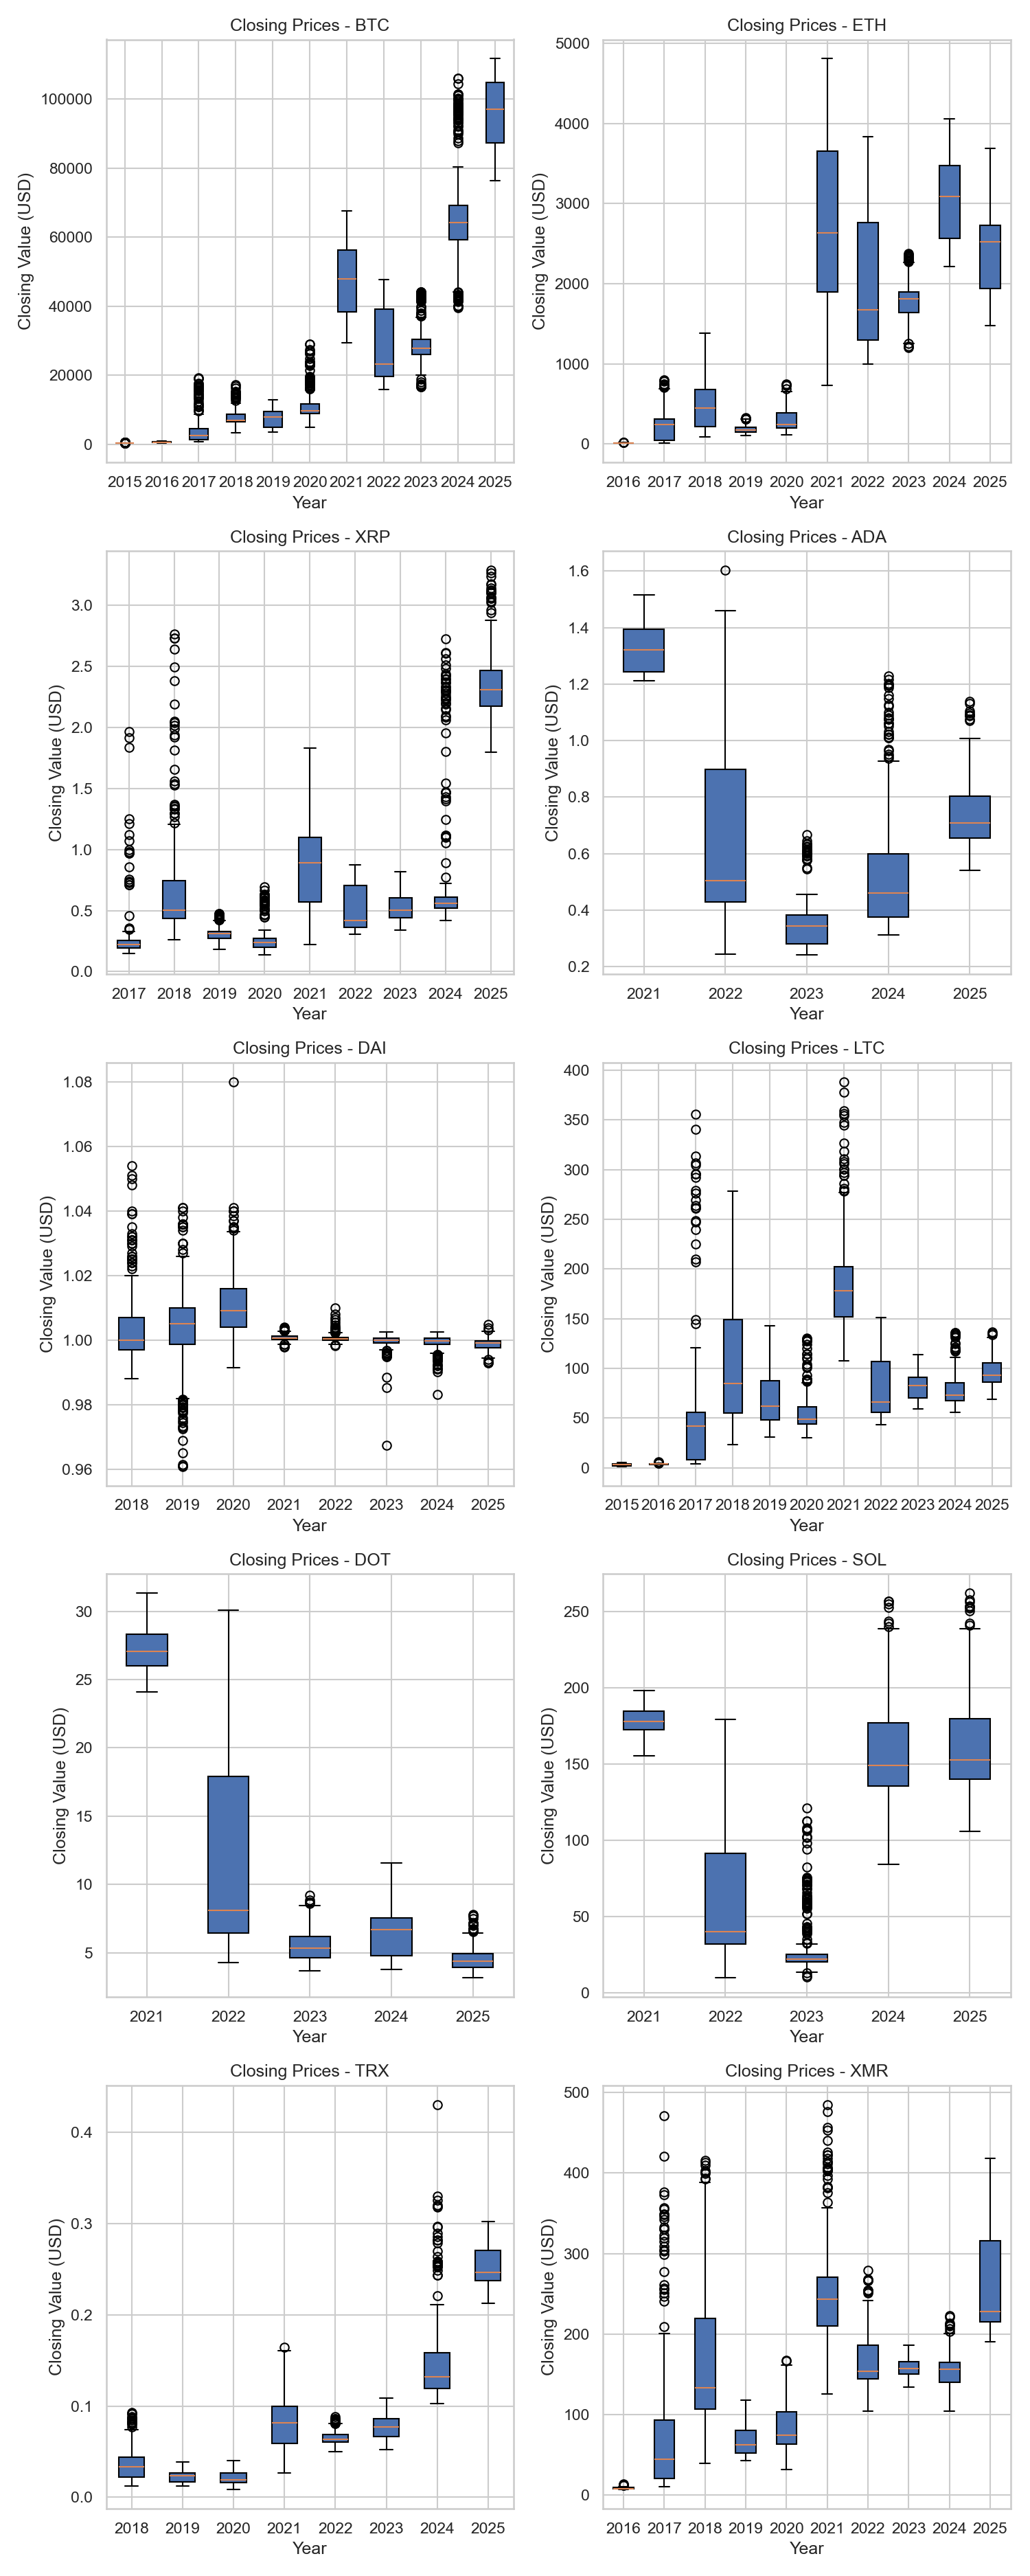 Closing Prices - BTC
Closing Value (USD)
100000
80000
60000
40000
20000
0
2015 2016 2017 2018 2019 2020 2021 2022 2023 2024 2025
Year
Closing Prices - ETH
Closing Value (USD)
5000
4000
3000
2000
1000
0
2016 2017 2018 2019 2020 2021 2022 2023 2024 2025
Year
Closing Prices - XRP
Closing Value (USD)
3.0
2.5
2.0
1.5
1.0
0.5
0.0
2017 2018 2019 2020 2021 2022 2023 2024 2025
Year
Closing Prices - ADA
Closing Value (USD)
1.6
1.4
1.2
1.0
0.8
0.6
0.4
0.2
2021 2022 2023 2024 2025
Year
Closing Prices - DAI
Closing Value (USD)
1.08
1.06
1.04
1.02
1.00
0.98
0.96
2018 2019 2020 2021 2022 2023 2024 2025
Year
Closing Prices - LTC
Closing Value (USD)
400
350
300
250
200
150
100
50
0
2015 2016 2017 2018 2019 2020 2021 2022 2023 2024 2025
Year
Closing Prices - DOT
Closing Value (USD)
30
25
20
15
10
5
2021 2022 2023 2024 2025
Year
Closing Prices - SOL
Closing Value (USD)
250
200
150
100
50
0
2021 2022 2023 2024 2025
Year
Closing Prices - TRX
Closing Value (USD)
0.4
0.3
0.2
0.1
0.0
2018 2019 2020 2021 2022 2023 2024 2025
Year
Closing Prices - XMR
Closing Value (USD)
500
400
300
200
100
0
2016 2017 2018 2019 2020 2021 2022 2023 2024 2025
Year